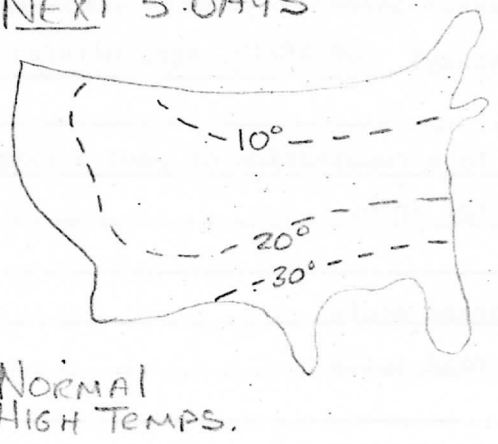 NEXT 5 DAYS
10°
20°
30°
NORMAL
HIGH TEMPS.